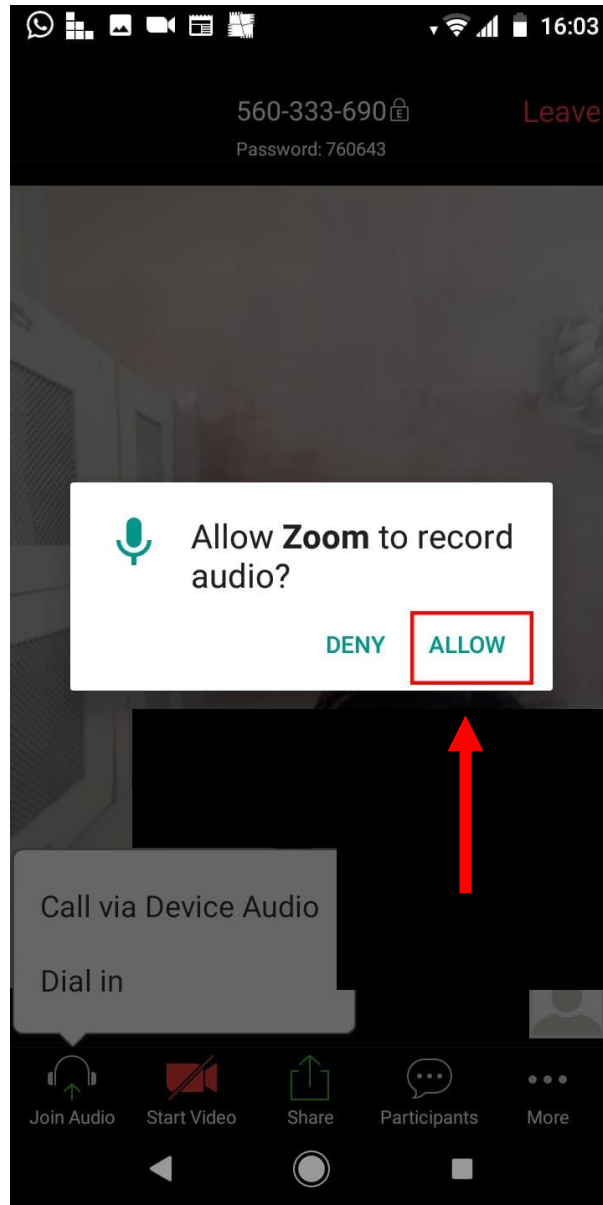 16:03
560-333-690
Leave
Password: 760643
Allow Zoom to record
audio?
DENY ALLOW
Call via Device Audio
Dial in
Join Audio Start Video Share Participants More